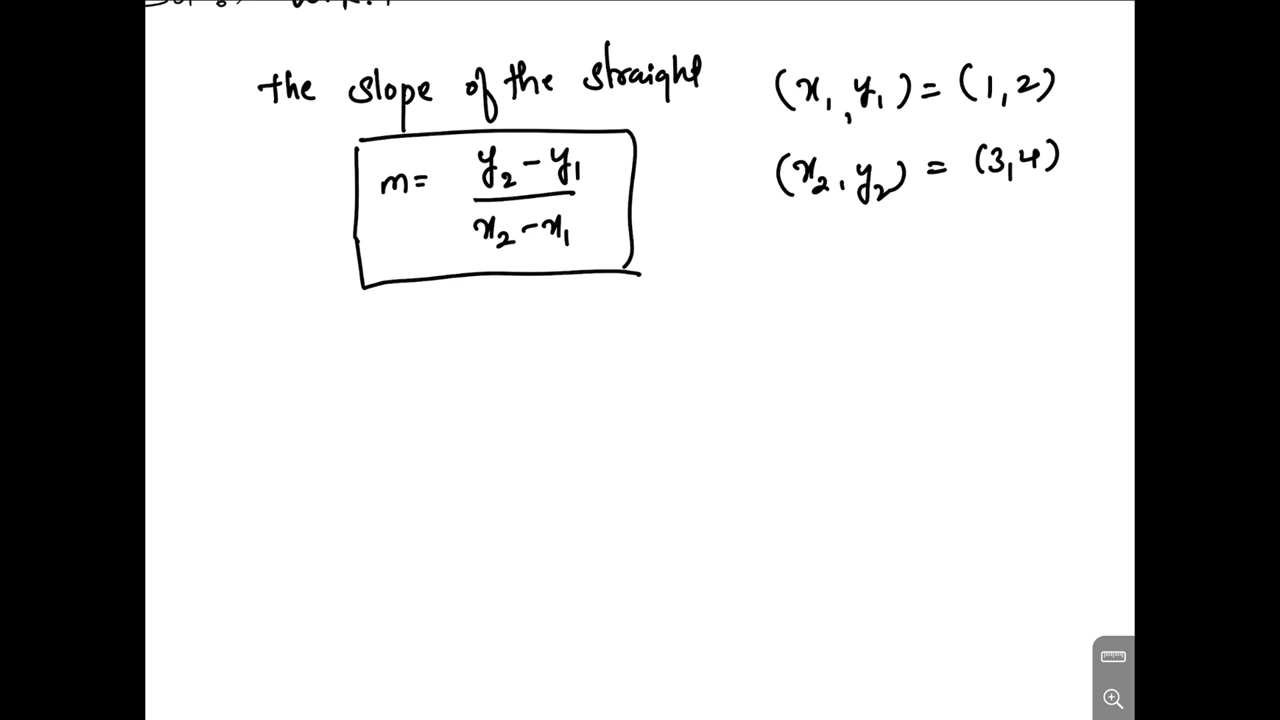 the slope of the straight
m = y₂ - y₁ / x₂ - x₁
(x₁, y₁) = (1, 2)
(x₂, y₂) = (3, 4)